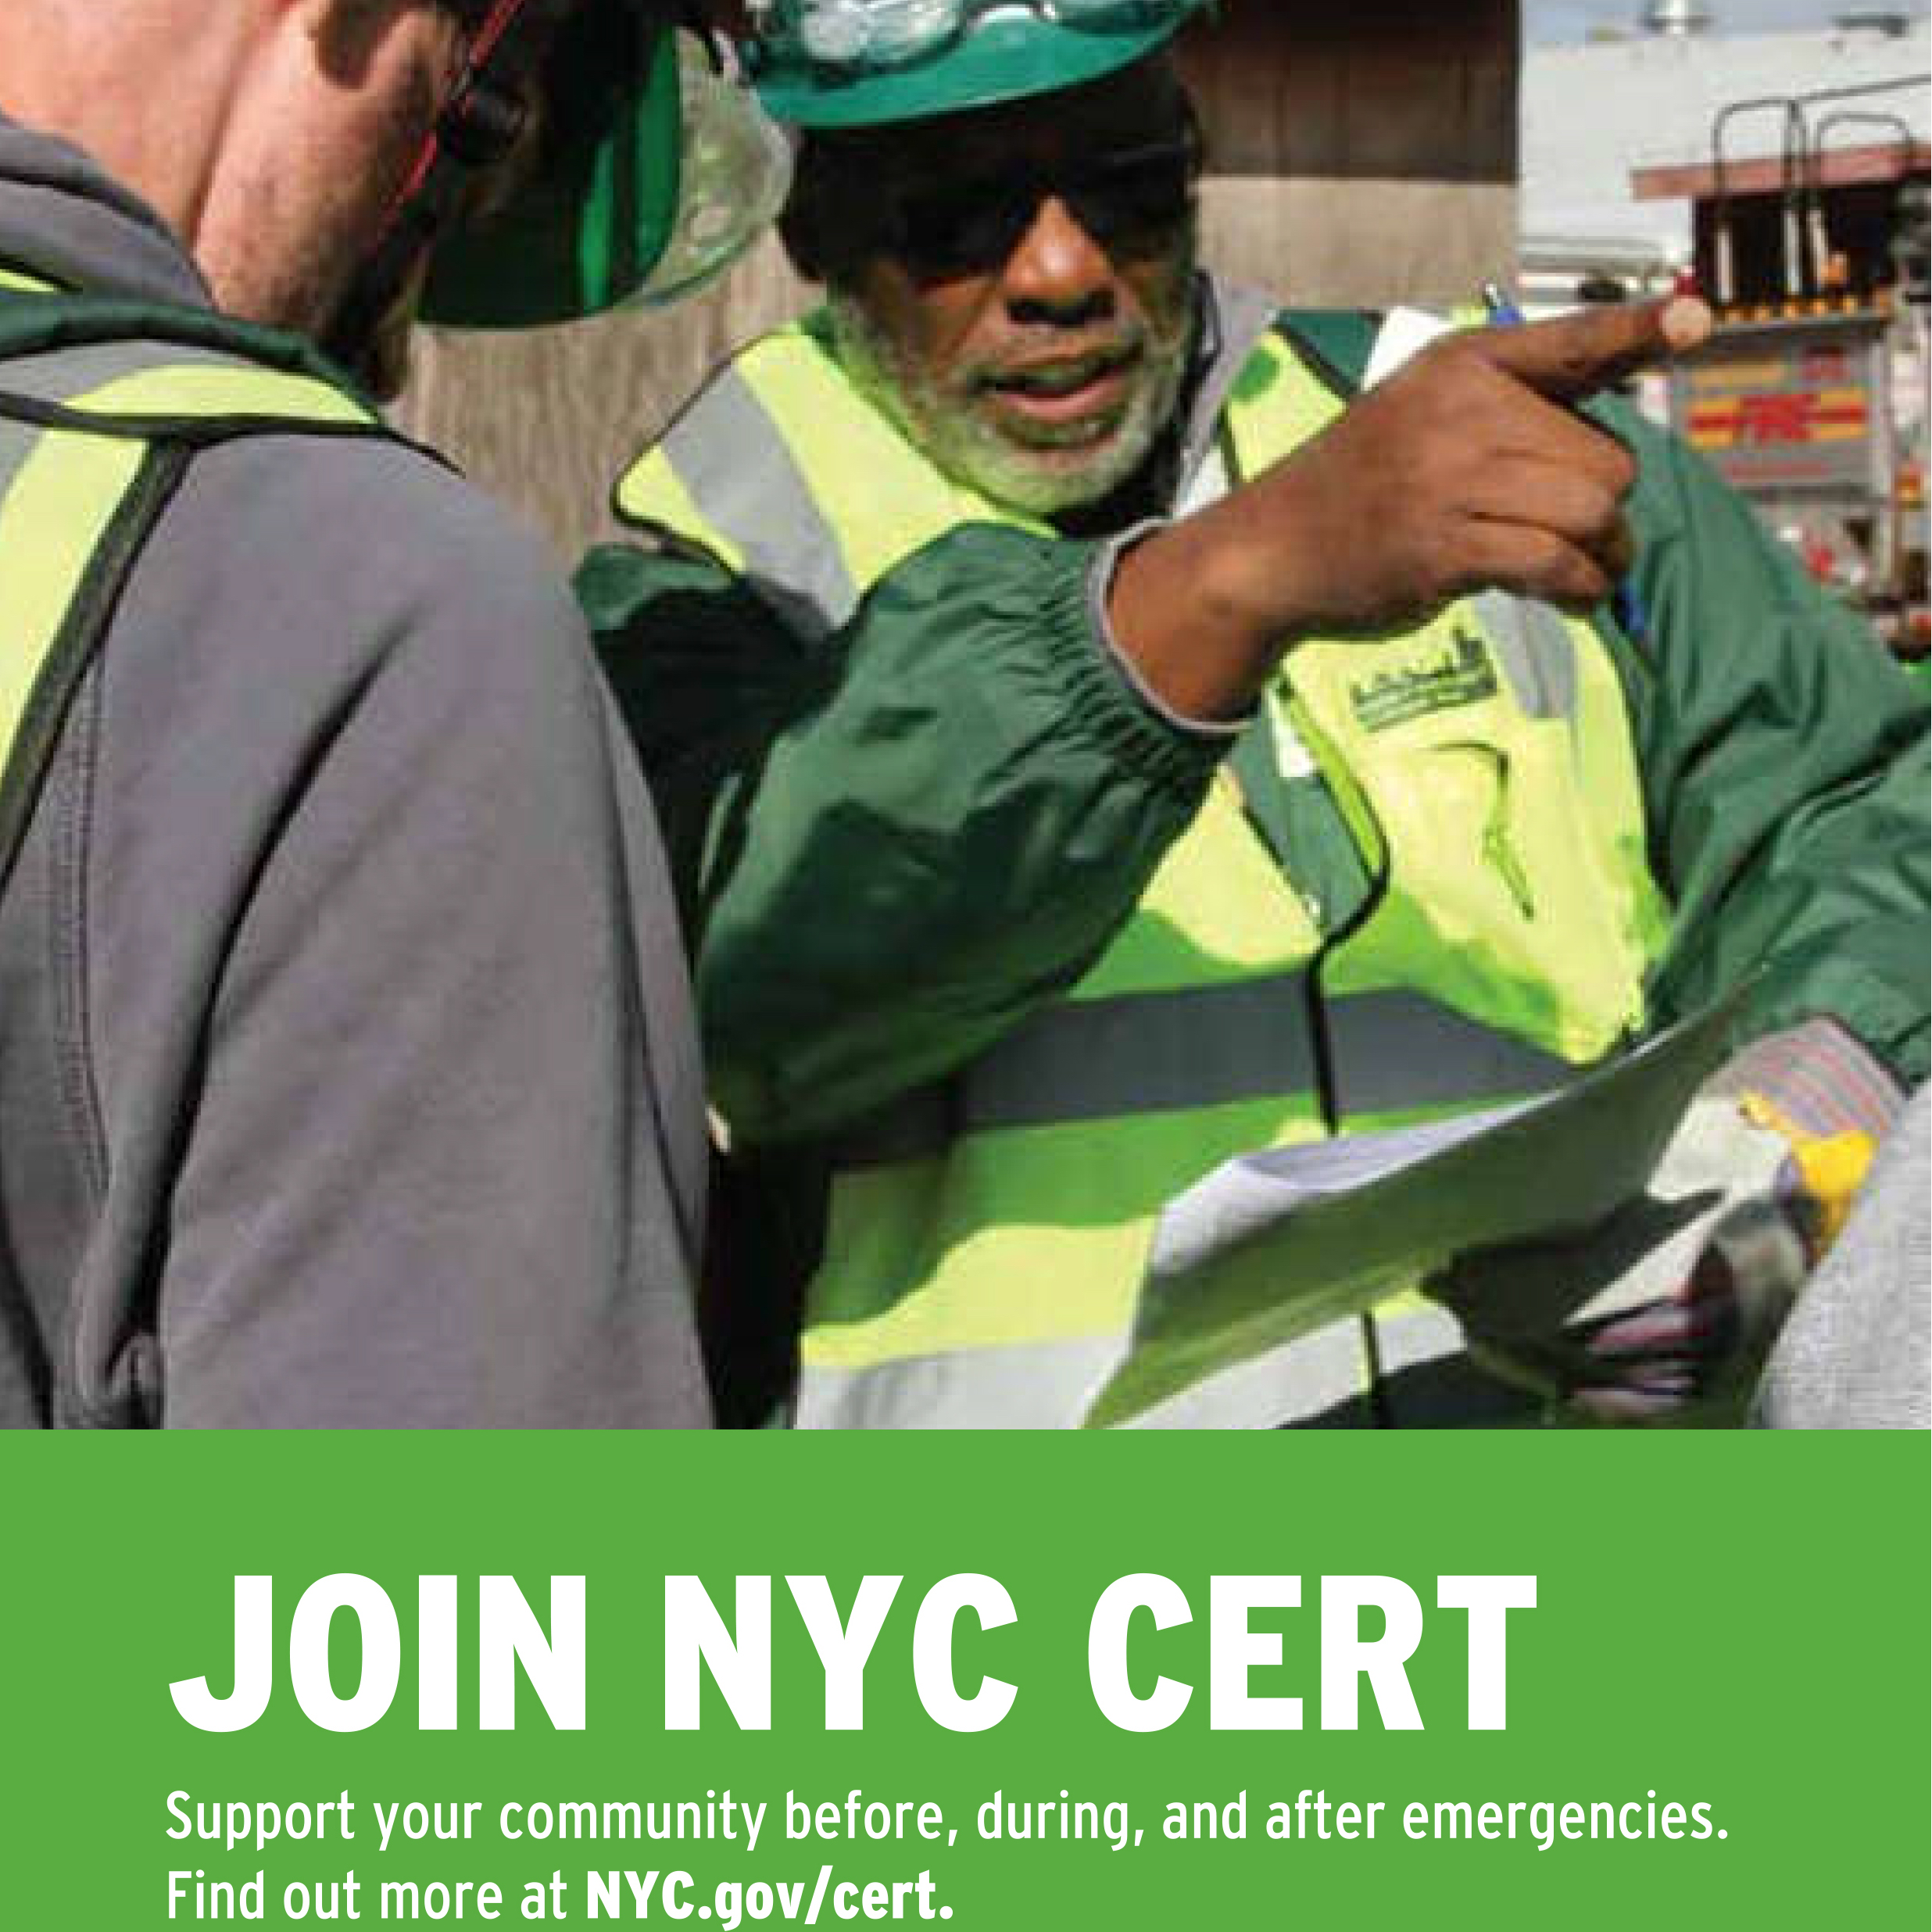 JOIN NYC CERT
Support your community before, during, and after emergencies.
Find out more at NYC.gov/cert.